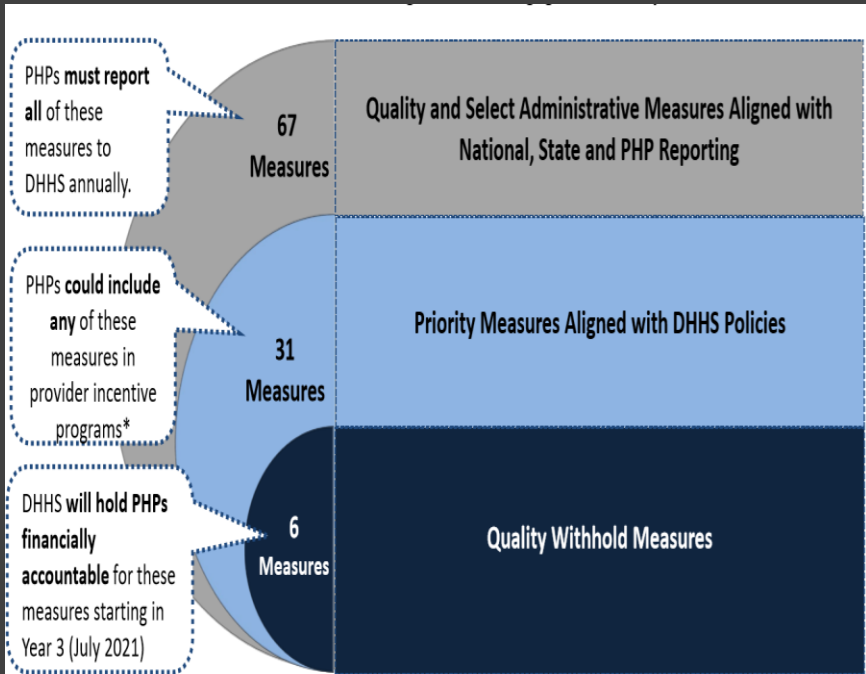 PHPs must report
all of these
measures to
DHHS annually.
67
Measures
Quality and Select Administrative Measures Aligned with
National, State and PHP Reporting
PHPs could include
any of these
measures in
provider incentive
programs*
31
Measures
Priority Measures Aligned with DHHS Policies
DHHS will hold PHPs
financially
accountable for these
measures starting in
Year 3 (July 2021)
6
Measures
Quality Withhold Measures